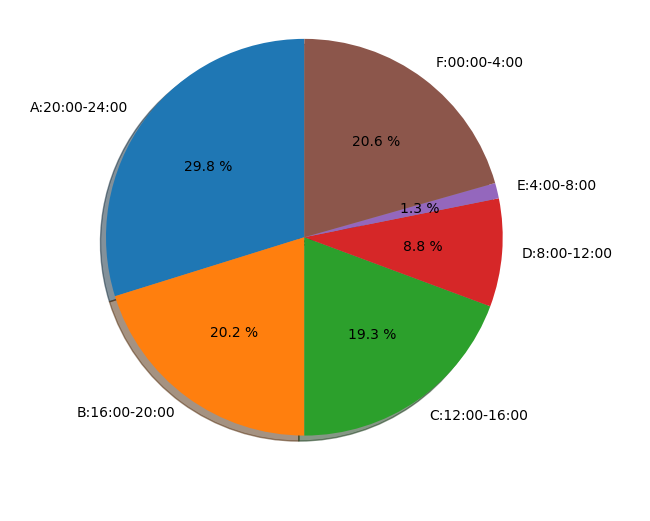 F:00:00-4:00
A:20:00-24:00
20.6 %
29.8 %
E:4:00-8:00
1.3 %
8.8 %
D:8:00-12:00
20.2 %
19.3 %
B:16:00-20:00
C:12:00-16:00